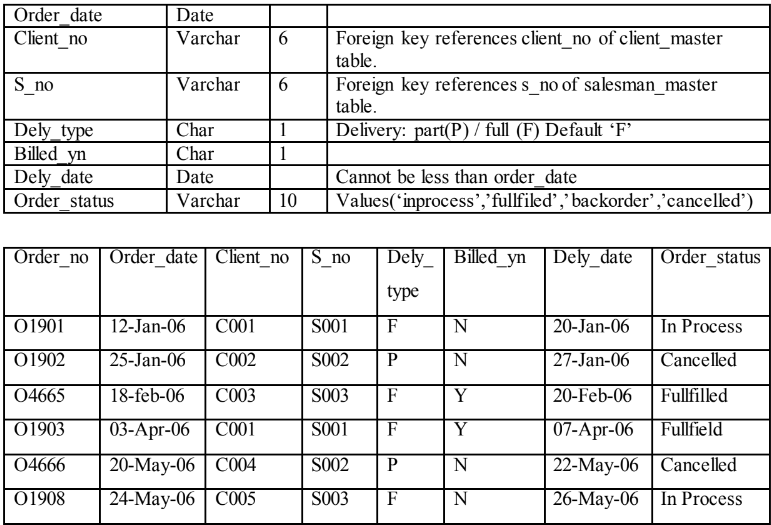 Order_date Date
Client_no Varchar 6 Foreign key references client_no of client_master
table.
S_no Varchar 6 Foreign key references s_no of salesman_master
table.
Dely_type Char 1 Delivery: part(P) / full (F) Default ‘F’
Billed_yn Char 1
Dely_date Date Cannot be less than order_date
Order_status Varchar 10 Values(‘inprocess’,’fullfiled’,’backorder’,’cancelled’)
Order_no Order_date Client_no S_no Dely_ Billed_yn Dely_date Order_status
type
O1901 12-Jan-06 C001 S001 F N 20-Jan-06 In Process
O1902 25-Jan-06 C002 S002 P N 27-Jan-06 Cancelled
O4665 18-feb-06 C003 S003 F Y 20-Feb-06 Fullfilled
O1903 03-Apr-06 C001 S001 F Y 07-Apr-06 Fullfield
O4666 20-May-06 C004 S002 P N 22-May-06 Cancelled
O1908 24-May-06 C005 S003 F N 26-May-06 In Process